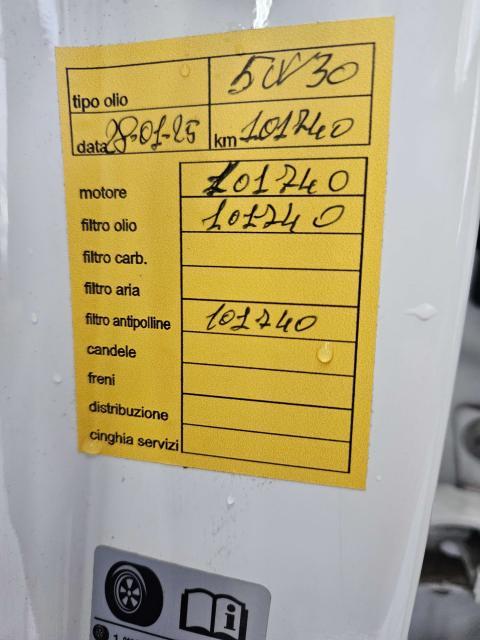 tipo olio 5W30
data 28-01-25 km 101740
motore 101740
filtro olio 101740
filtro carb.
filtro aria
filtro antipolline 101740
candele
freni
distribuzione
cinghia servizi
i